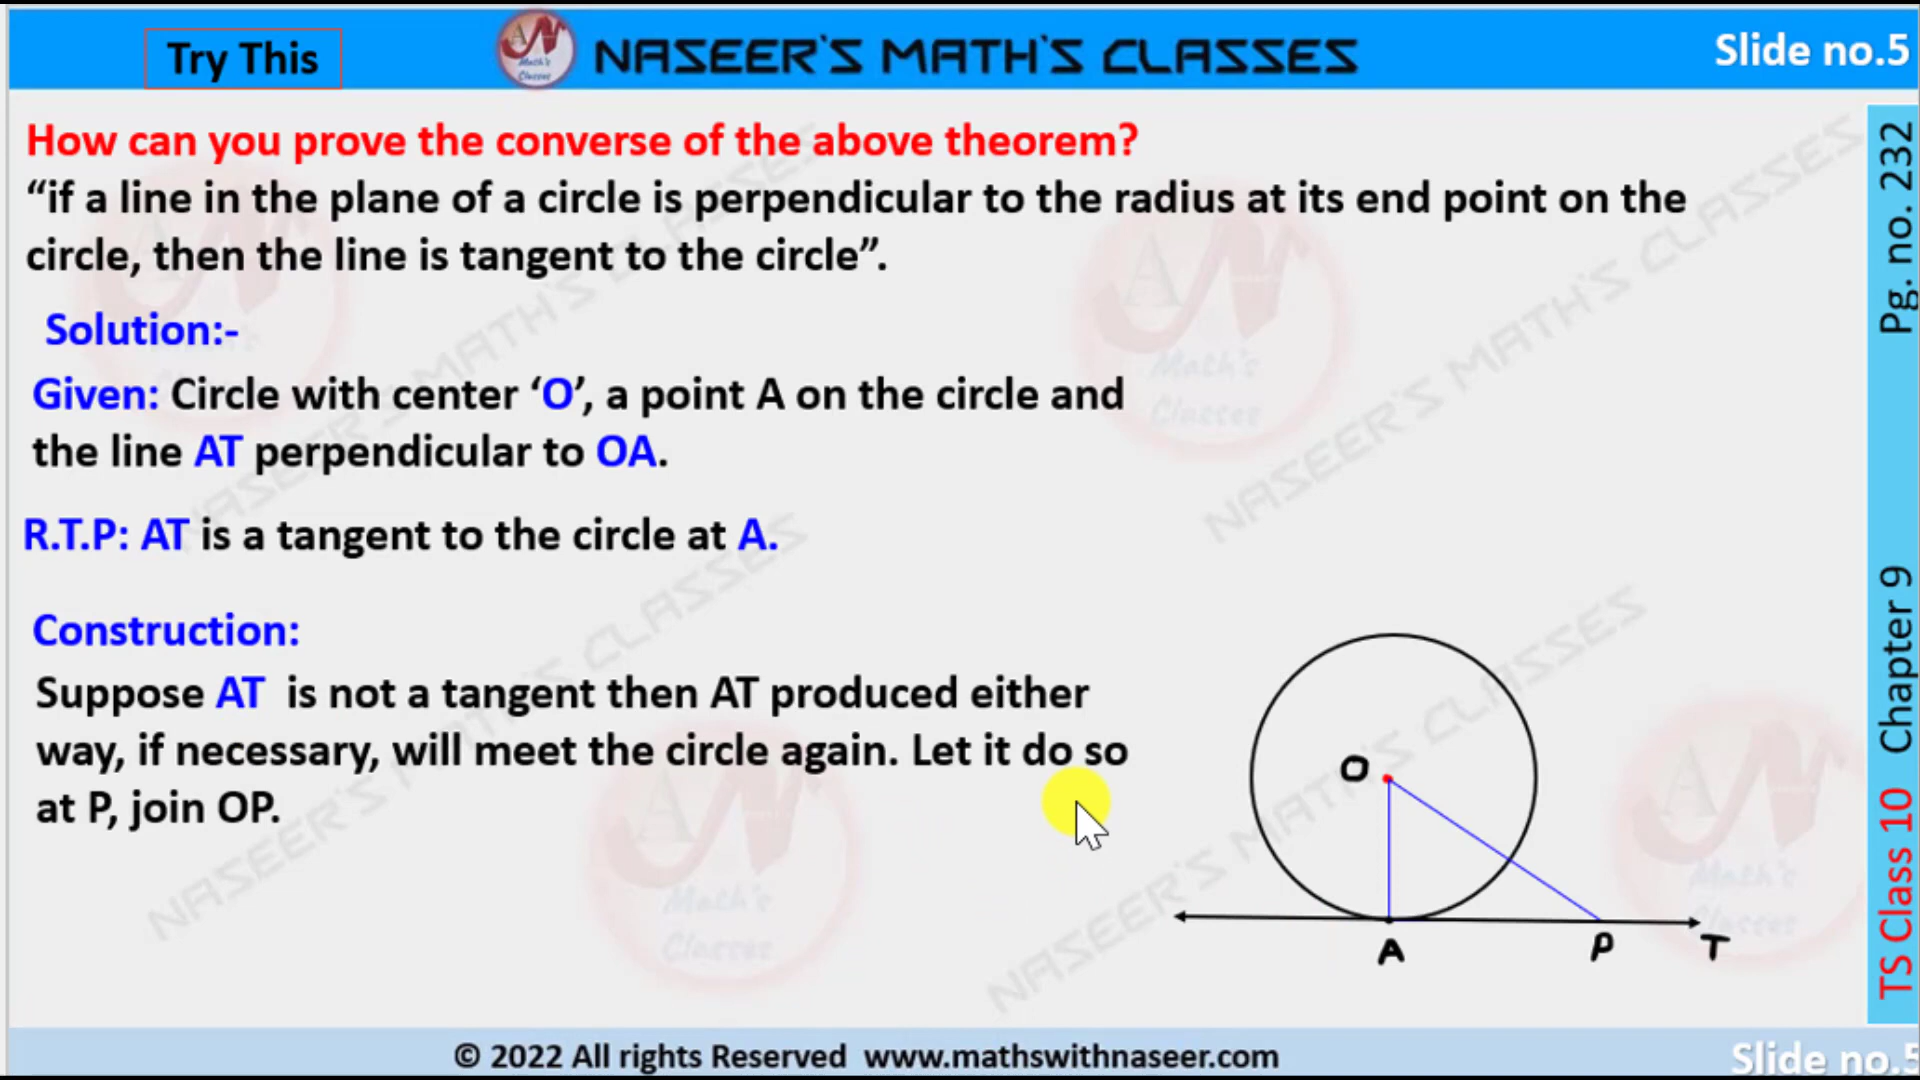 Try This
A N
Math's
Classes
NASEER'S MATH'S CLASSES
Slide no.5
How can you prove the converse of the above theorem?
“if a line in the plane of a circle is perpendicular to the radius at its end point on the
circle, then the line is tangent to the circle”.
Solution:-
Given: Circle with center ‘O’, a point A on the circle and
the line AT perpendicular to OA.
R.T.P: AT is a tangent to the circle at A.
Construction:
Suppose AT is not a tangent then AT produced either
way, if necessary, will meet the circle again. Let it do so
at P, join OP.
O
A
P
T
Pg. no. 232
TS Class 10 Chapter 9
© 2022 All rights Reserved www.mathswithnaseer.com
Slide no.5